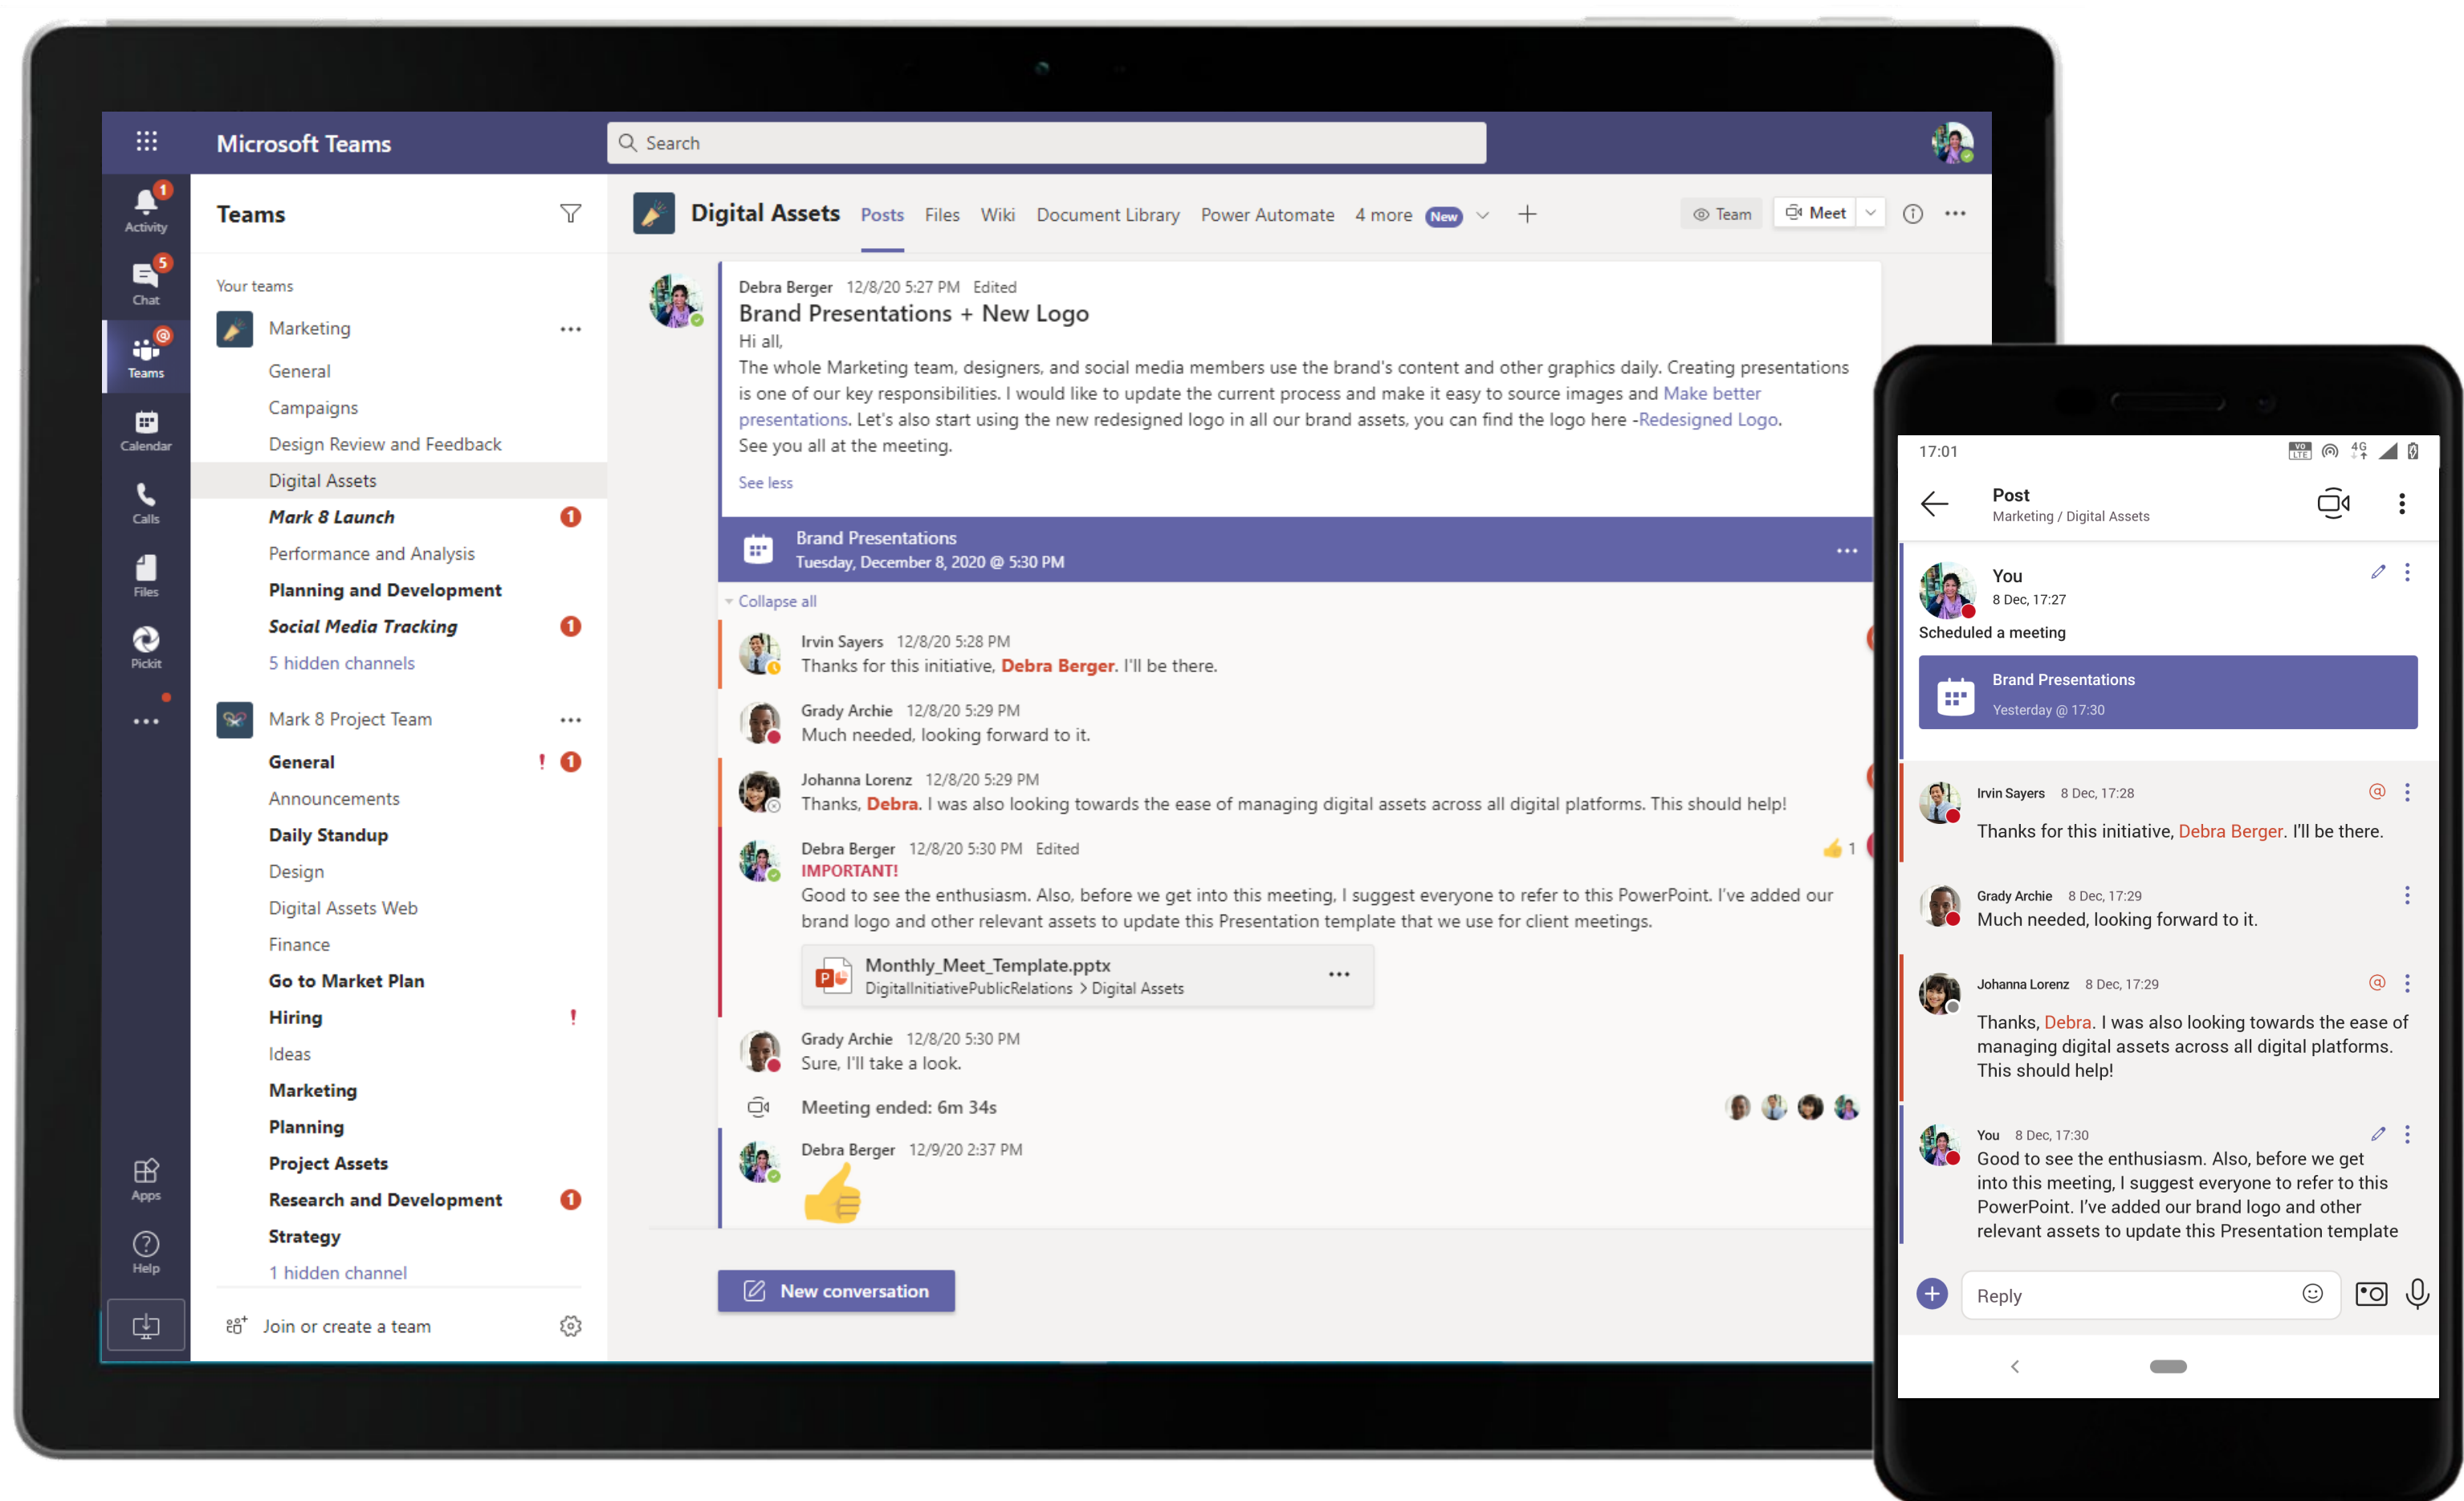 Microsoft Teams
Search
1
Activity
5
Chat
@
Teams
Calendar
Calls
Files
Pickit
Apps
Help
Teams
Your teams
Marketing
General
Campaigns
Design Review and Feedback
Digital Assets
Mark 8 Launch 1
Performance and Analysis
Planning and Development
Social Media Tracking 1
5 hidden channels
Mark 8 Project Team
General ! 1
Announcements
Daily Standup
Design
Digital Assets Web
Finance
Go to Market Plan
Hiring !
Ideas
Marketing
Planning
Project Assets
Research and Development 1
Strategy
1 hidden channel
Join or create a team
Digital Assets Posts Files Wiki Document Library Power Automate 4 more New Team Meet
Debra Berger 12/8/20 5:27 PM Edited
Brand Presentations + New Logo
Hi all,
The whole Marketing team, designers, and social media members use the brand's content and other graphics daily. Creating presentations
is one of our key responsibilities. I would like to update the current process and make it easy to source images and Make better
presentations. Let's also start using the new redesigned logo in all our brand assets, you can find the logo here -Redesigned Logo.
See you all at the meeting.
See less
Brand Presentations
Tuesday, December 8, 2020 @ 5:30 PM
Collapse all
Irvin Sayers 12/8/20 5:28 PM
Thanks for this initiative, Debra Berger. I'll be there.
Grady Archie 12/8/20 5:29 PM
Much needed, looking forward to it.
Johanna Lorenz 12/8/20 5:29 PM
Thanks, Debra. I was also looking towards the ease of managing digital assets across all digital platforms. This should help!
Debra Berger 12/8/20 5:30 PM Edited 1
IMPORTANT!
Good to see the enthusiasm. Also, before we get into this meeting, I suggest everyone to refer to this PowerPoint. I've added our
brand logo and other relevant assets to update this Presentation template that we use for client meetings.
P
Monthly_Meet_Template.pptx
DigitalInitiativePublicRelations > Digital Assets
Grady Archie 12/8/20 5:30 PM
Sure, I'll take a look.
Meeting ended: 6m 34s
Debra Berger 12/9/20 2:37 PM
New conversation
17:01 VO LTE 4G
Post
Marketing / Digital Assets
You
8 Dec, 17:27
Scheduled a meeting
Brand Presentations
Yesterday @ 17:30
Irvin Sayers 8 Dec, 17:28 @
Thanks for this initiative, Debra Berger. I'll be there.
Grady Archie 8 Dec, 17:29
Much needed, looking forward to it.
Johanna Lorenz 8 Dec, 17:29 @
Thanks, Debra. I was also looking towards the ease of
managing digital assets across all digital platforms.
This should help!
You 8 Dec, 17:30
Good to see the enthusiasm. Also, before we get
into this meeting, I suggest everyone to refer to this
PowerPoint. I've added our brand logo and other
relevant assets to update this Presentation template
Reply